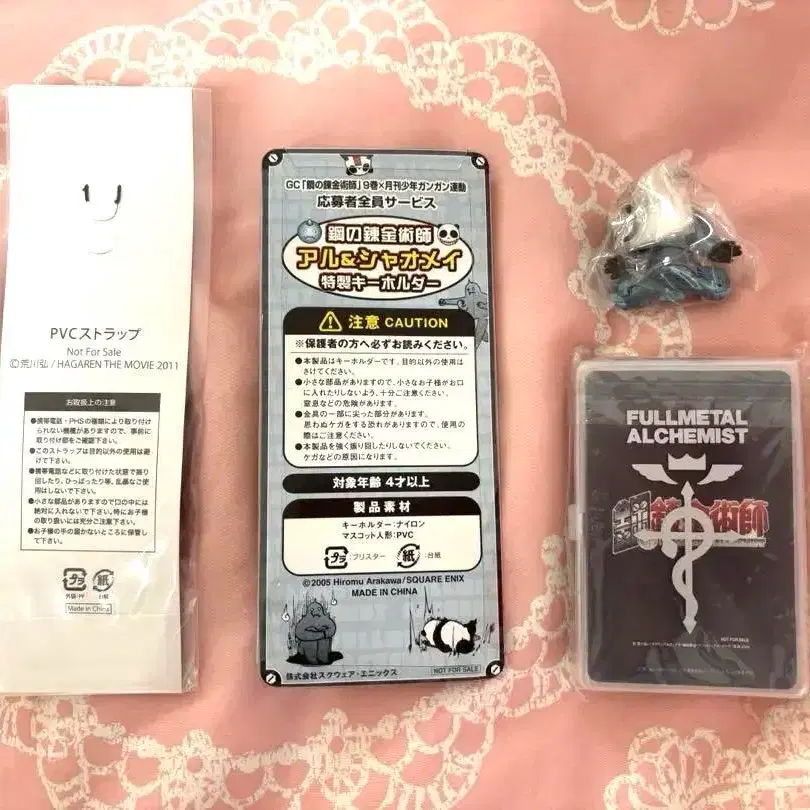 PVCストラップ
Not For Sale
©荒川弘/HAGAREN THE MOVIE 2011
お取扱上の注意
●携帯電話・PHSの種類により取り付け
られない機種がありますので、事前に
取り付け部をご確認下さい。
●このストラップは目的以外の使用は避
けて下さい。
●携帯電話などに取り付けた状態で振り
回したり、ひっぱったり等、乱暴なご使
用はしないで下さい。
●小さな部品がありますので口の中には
絶対に入れないで下さい。特にお子様
の取り扱いには充分ご注意下さい。
●お子様の手の届かないところに保管し
て下さい。
プラ
紙
外袋:PP
台紙
Made in China
GC「鋼の錬金術師」9巻×月刊少年ガンガン連動
応募者全員サービス
鋼の錬金術師
アル&シャオメイ
特製キーホルダー
注意 CAUTION
※保護者の方へ必ずお読みください。
●本製品はキーホルダーです。目的以外の使用は
さけてください。
●小さな部品がありますので、小さなお子様がお口
に入れたりしないよう、十分ご注意ください。
窒息などの危険があります。
●金具の一部に尖った部分があります。
思わぬケガをする恐れがありますので、使用の
際はご注意ください。
●本製品を強く振り回したりしないでください。
ケガなどの原因になります。
対象年齢 4才以上
製品素材
キーホルダー:ナイロン
マスコット人形:PVC
プラ
:ブリスター
紙
:台紙
©2005 Hiromu Arakawa/SQUARE ENIX
MADE IN CHINA
株式会社スクウェア・エニックス
NOT FOR SALE
FULLMETAL
ALCHEMIST
鋼の錬金術師
NOT FOR SALE